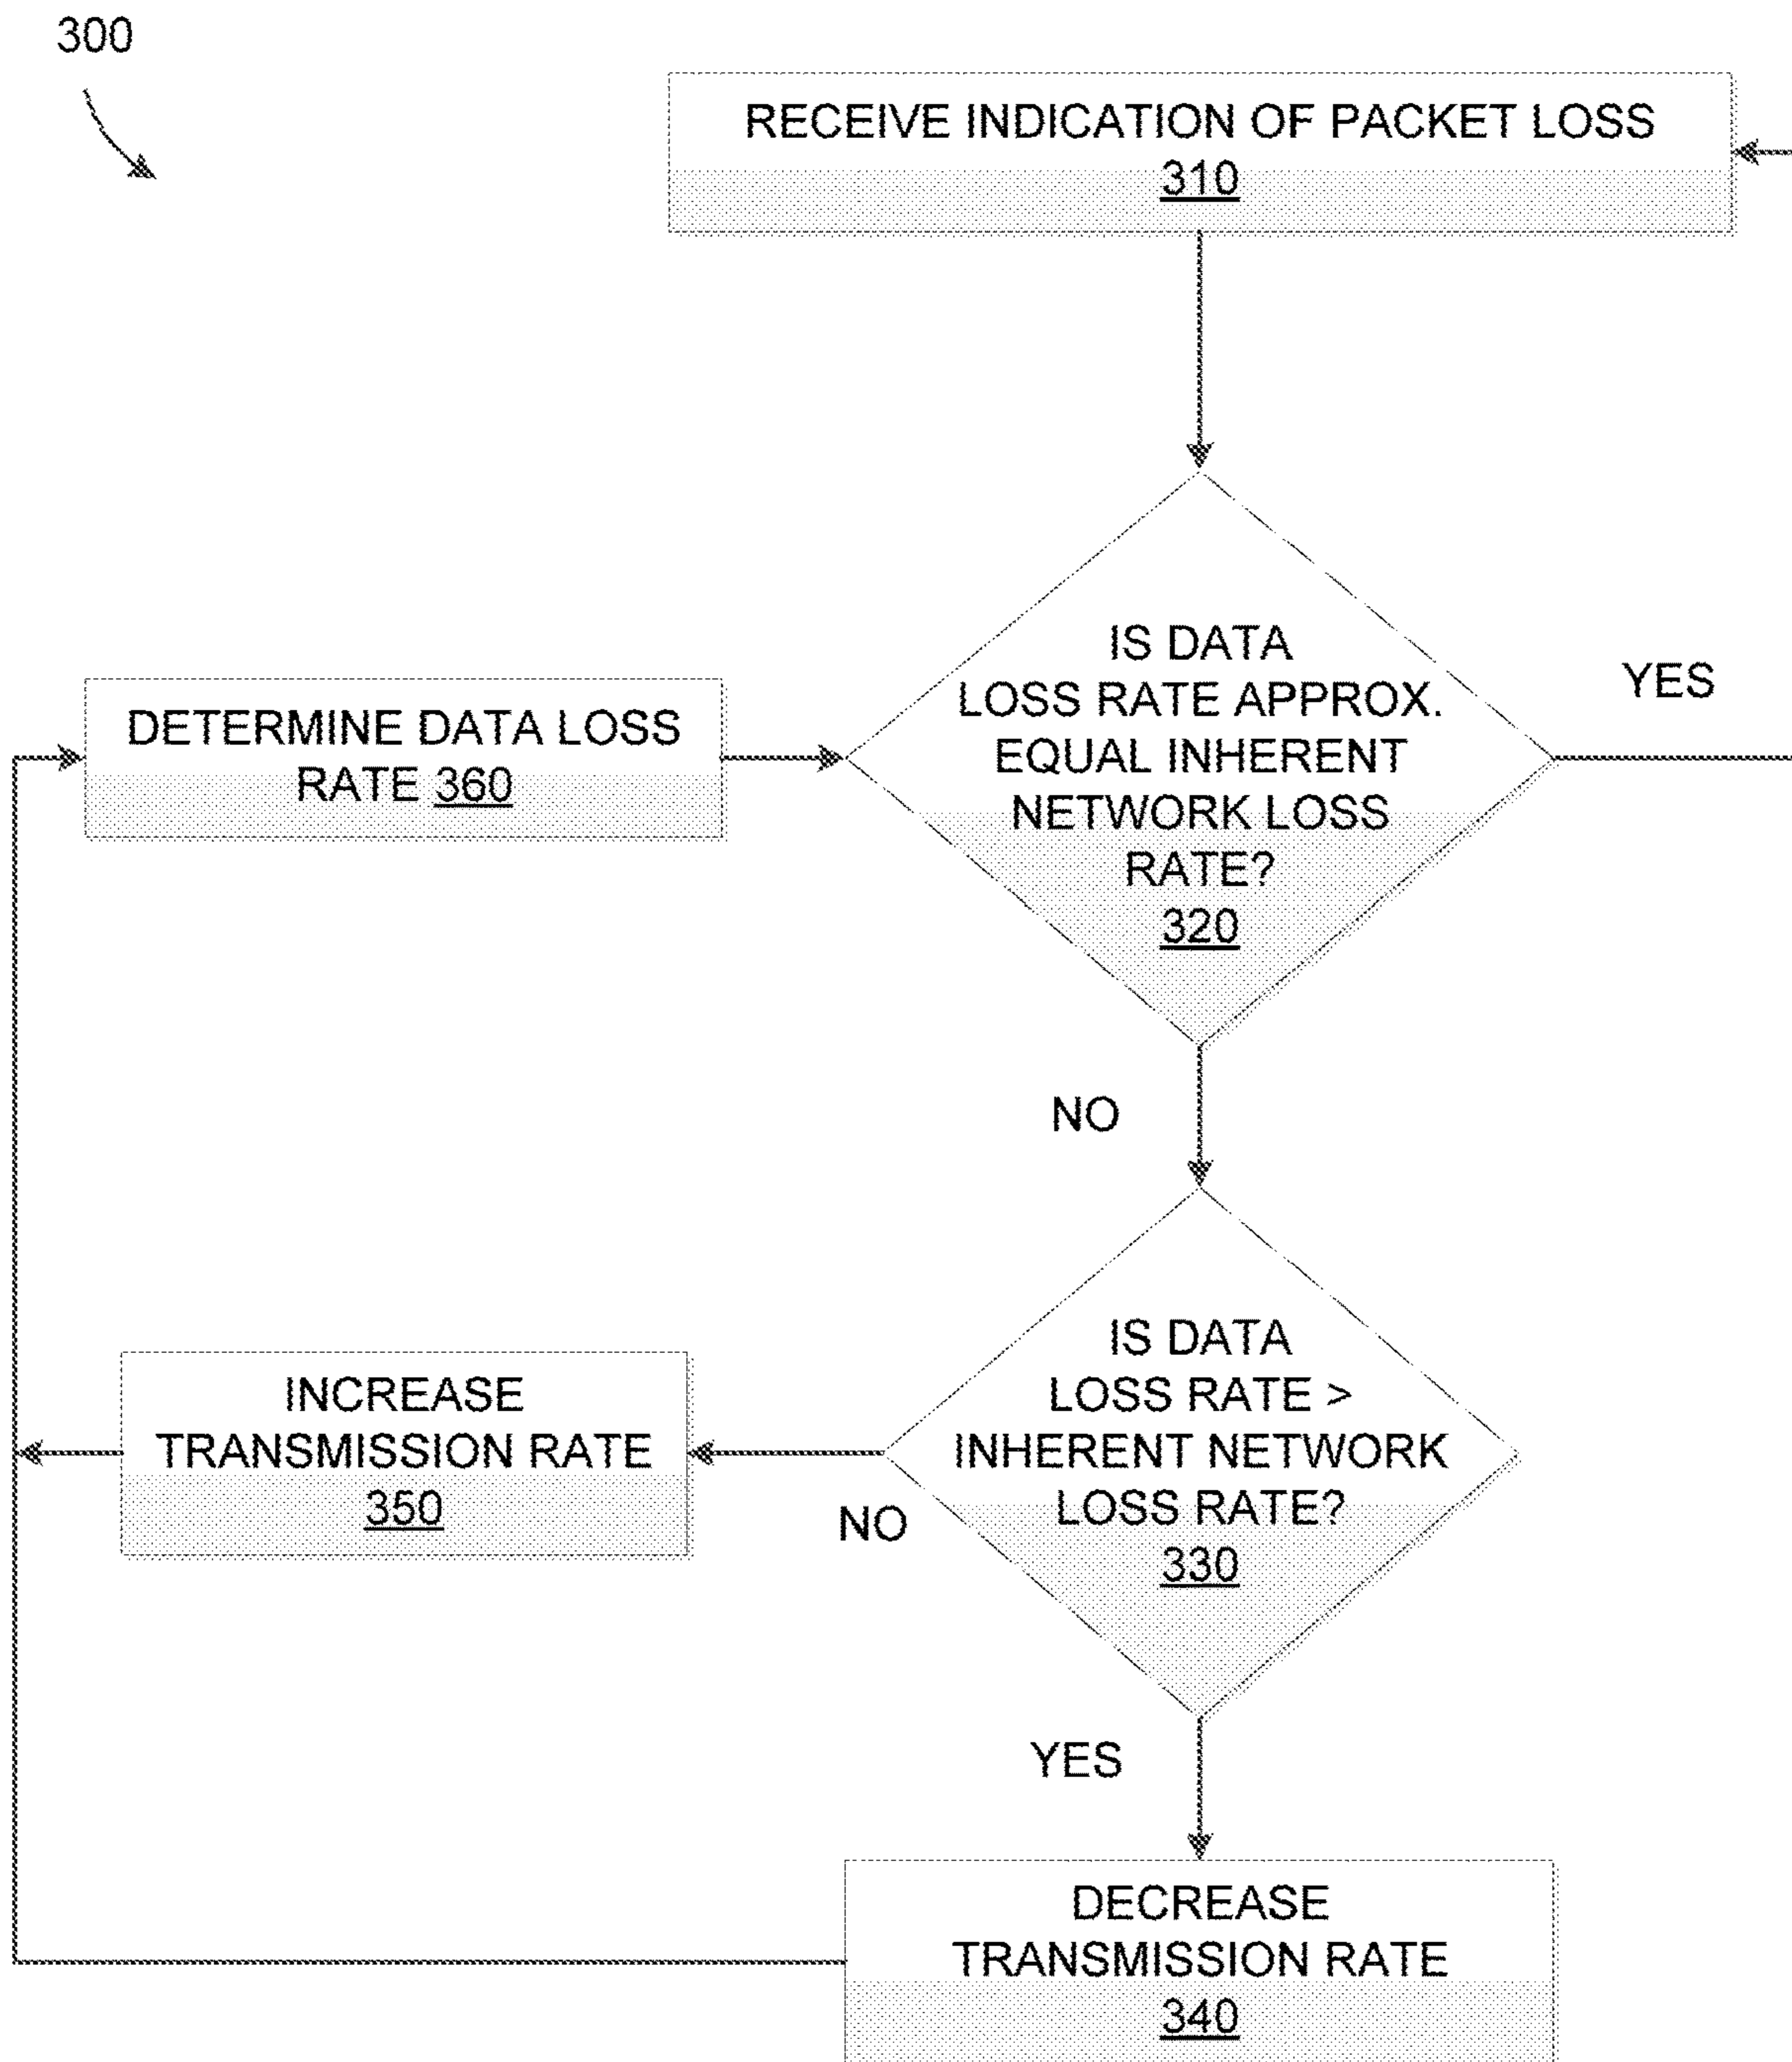 300
RECEIVE INDICATION OF PACKET LOSS
310
IS DATA
LOSS RATE APPROX.
EQUAL INHERENT
NETWORK LOSS
RATE?
320
YES
DETERMINE DATA LOSS
RATE 360
NO
IS DATA
LOSS RATE >
INHERENT NETWORK
LOSS RATE?
330
INCREASE
TRANSMISSION RATE
350
NO
YES
DECREASE
TRANSMISSION RATE
340